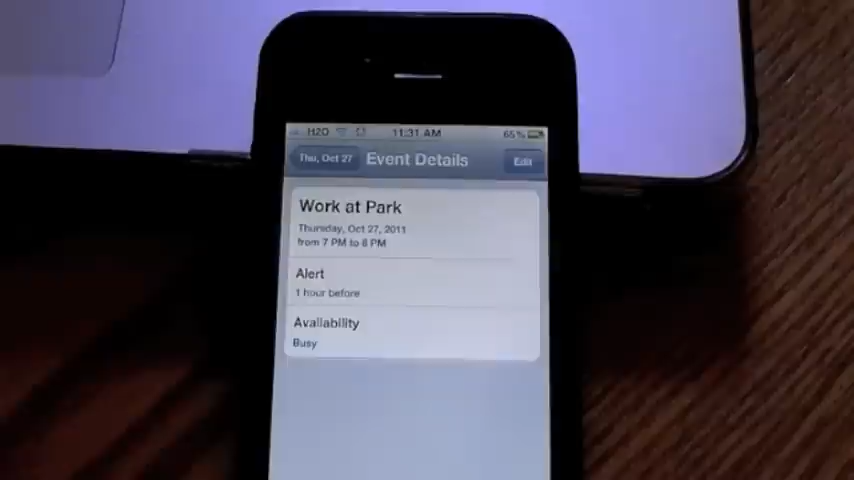 H2O 11:31 AM 65%
Thu, Oct 27 Event Details Edit
Work at Park
Thursday, Oct 27, 2011
from 7 PM to 8 PM
Alert
1 hour before
Availability
Busy